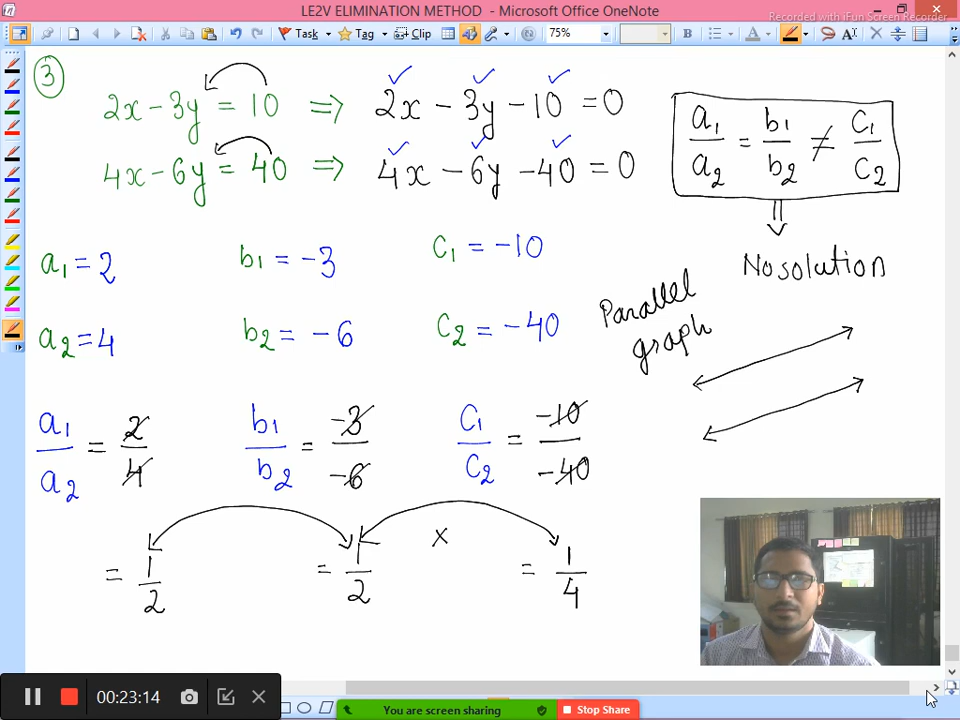 LE2V ELIMINATION METHOD - Microsoft Office OneNote
Recorded with iFun Screen Recorder
Task Tag Clip 75% B A
3
2x - 3y = 10 => 2x - 3y - 10 = 0
4x - 6y = 40 => 4x - 6y - 40 = 0
a1/a2 = b1/b2 ≠ c1/c2
No solution
a1 = 2 b1 = -3 c1 = -10
a2 = 4 b2 = -6 c2 = -40
Parallel
graph
a1/a2 = 2/4 b1/b2 = -3/-6 c1/c2 = -10/-40
x
= 1/2 = 1/2 = 1/4
00:23:14
You are screen sharing Stop Share